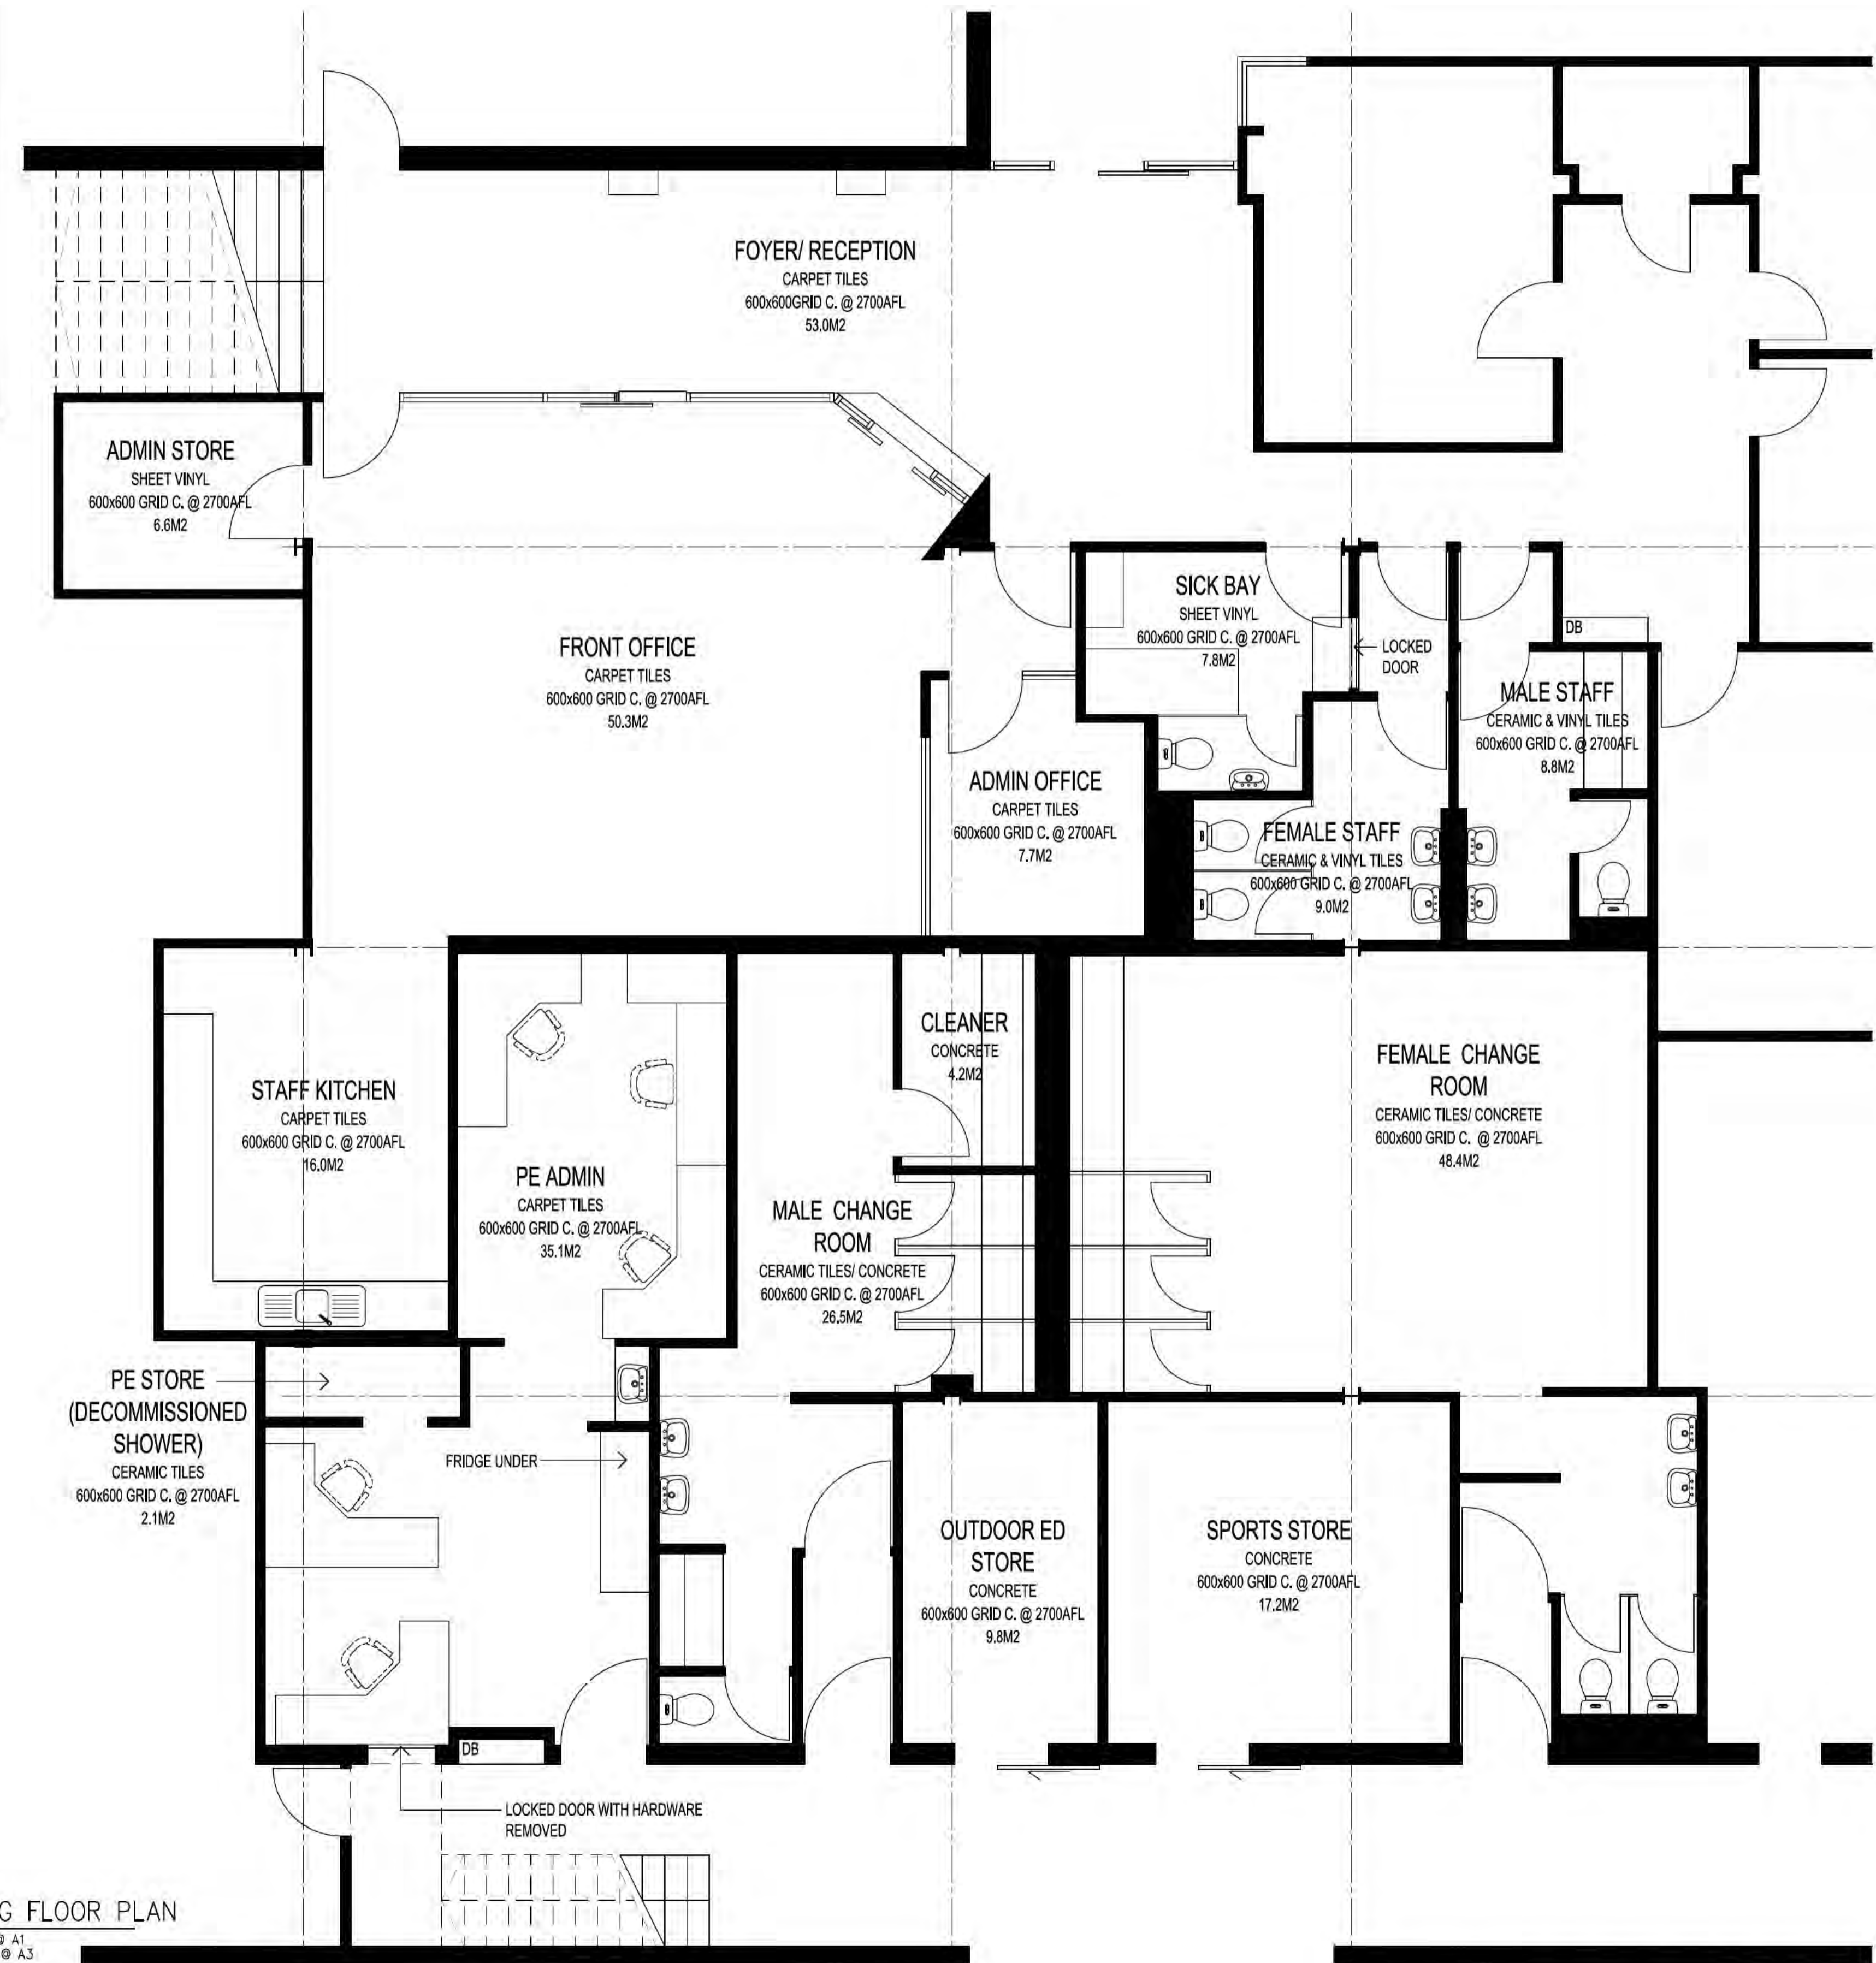 FOYER/ RECEPTION
CARPET TILES
600x600GRID C. @ 2700AFL
53.0M2
ADMIN STORE
SHEET VINYL
600x600 GRID C. @ 2700AFL
6.6M2
FRONT OFFICE
CARPET TILES
600x600 GRID C. @ 2700AFL
50.3M2
SICK BAY
SHEET VINYL
600x600 GRID C. @ 2700AFL
7.8M2
LOCKED
DOOR
DB
MALE STAFF
CERAMIC & VINYL TILES
600x600 GRID C. @ 2700AFL
8.8M2
ADMIN OFFICE
CARPET TILES
600x600 GRID C. @ 2700AFL
7.7M2
FEMALE STAFF
CERAMIC & VINYL TILES
600x600 GRID C. @ 2700AFL
9.0M2
STAFF KITCHEN
CARPET TILES
600x600 GRID C. @ 2700AFL
16.0M2
PE ADMIN
CARPET TILES
600x600 GRID C. @ 2700AFL
35.1M2
CLEANER
CONCRETE
4.2M2
MALE CHANGE
ROOM
CERAMIC TILES/ CONCRETE
600x600 GRID C. @ 2700AFL
26.5M2
FEMALE CHANGE
ROOM
CERAMIC TILES/ CONCRETE
600x600 GRID C. @ 2700AFL
48.4M2
PE STORE
(DECOMMISSIONED
SHOWER)
CERAMIC TILES
600x600 GRID C. @ 2700AFL
2.1M2
FRIDGE UNDER
OUTDOOR ED
STORE
CONCRETE
600x600 GRID C. @ 2700AFL
9.8M2
SPORTS STORE
CONCRETE
600x600 GRID C. @ 2700AFL
17.2M2
DB
LOCKED DOOR WITH HARDWARE
REMOVED
G FLOOR PLAN
@ A1
@ A3